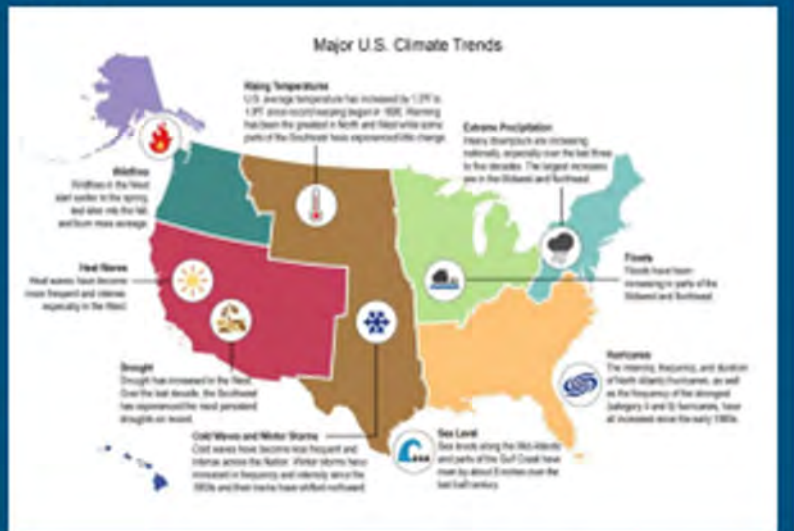 Major U.S. Climate Trends
Rising Temperatures
U.S. average temperature has increased by 1.3°F to
1.9°F since record keeping began in 1895. Warming
has been the greatest in North and West while some
parts of the Southeast have experienced little change.
Extreme Precipitation
Heavy downpours are increasing
nationally, especially over the last three
to five decades. The largest increases
are in the Midwest and Northeast.
Wildfires
Wildfires in the West
start earlier in the spring,
last later into the fall,
and burn more acreage.
Heat Waves
Heat waves have become
more frequent and intense,
especially in the West.
Floods
Floods have been
increasing in parts of the
Midwest and Northeast.
Drought
Drought has increased in the West.
Over the last decade, the Southwest
has experienced the most persistent
droughts on record.
Hurricanes
The intensity, frequency, and duration
of North Atlantic hurricanes, as well
as the frequency of the strongest
(category 4 and 5) hurricanes, have
all increased since the early 1980s.
Cold Waves and Winter Storms
Cold waves have become less frequent and
intense across the Nation. Winter storms have
increased in frequency and intensity since the
1950s and their tracks have shifted northward.
Sea Level
Sea levels along the Mid-Atlantic
and parts of the Gulf Coast have
risen by about 8 inches over the
last half century.